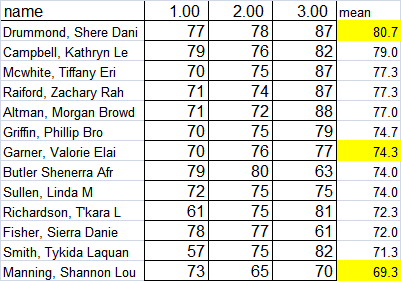 name 1.00 2.00 3.00 mean
Drummond, Shere Dani 77 78 87 80.7
Campbell, Kathryn Le 79 76 82 79.0
Mcwhite, Tiffany Eri 70 75 87 77.3
Raiford, Zachary Rah 71 74 87 77.3
Altman, Morgan Browd 71 72 88 77.0
Griffin, Phillip Bro 70 75 79 74.7
Garner, Valorie Elai 70 76 77 74.3
Butler Shenerra Afr 79 80 63 74.0
Sullen, Linda M 72 75 75 74.0
Richardson, T'kara L 61 75 81 72.3
Fisher, Sierra Danie 78 77 61 72.0
Smith, Tykida Laquan 57 75 82 71.3
Manning, Shannon Lou 73 65 70 69.3